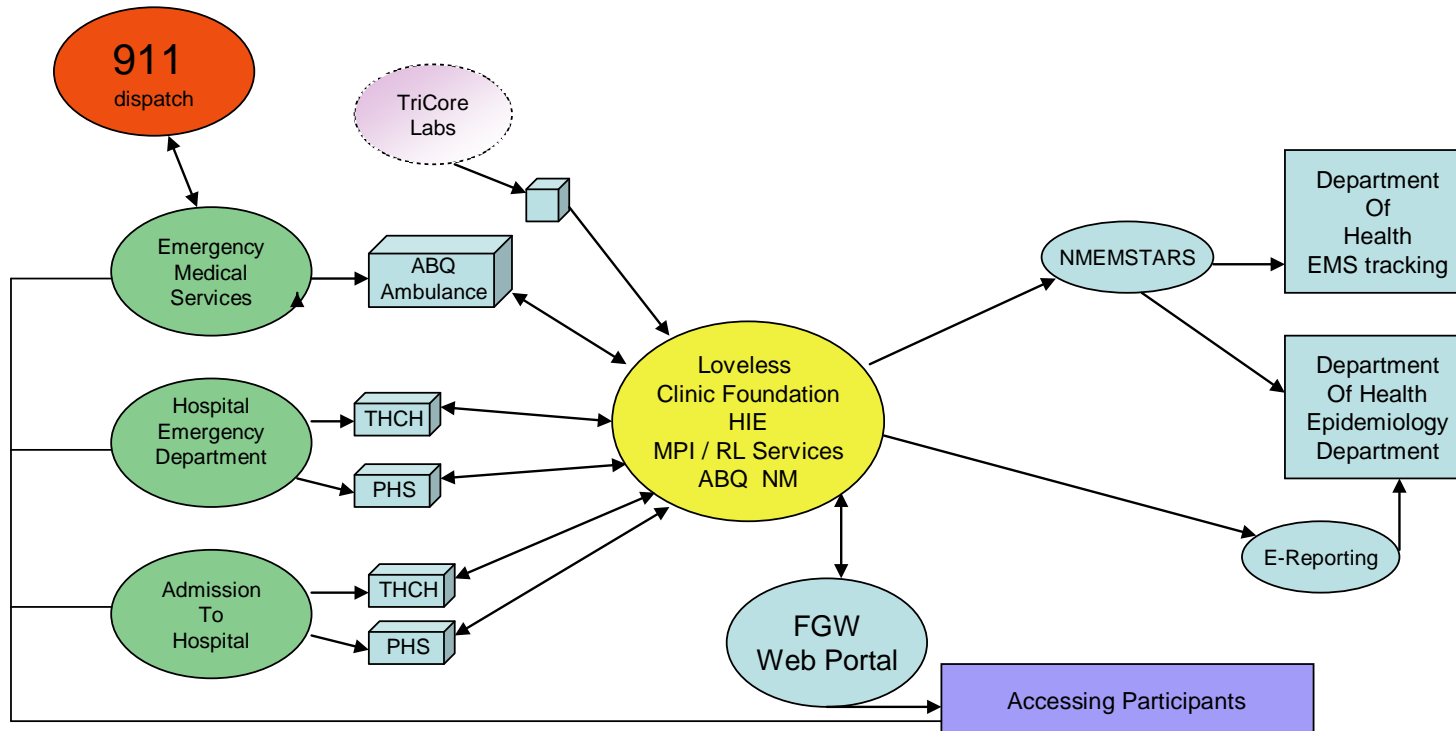 911
dispatch
TriCore
Labs
Emergency
Medical
Services
ABQ
Ambulance
Hospital
Emergency
Department
THCH
PHS
Admission
To
Hospital
THCH
PHS
Loveless
Clinic Foundation
HIE
MPI / RL Services
ABQ NM
FGW
Web Portal
Accessing Participants
NMEMSTARS
Department
Of
Health
EMS tracking
Department
Of Health
Epidemiology
Department
E-Reporting